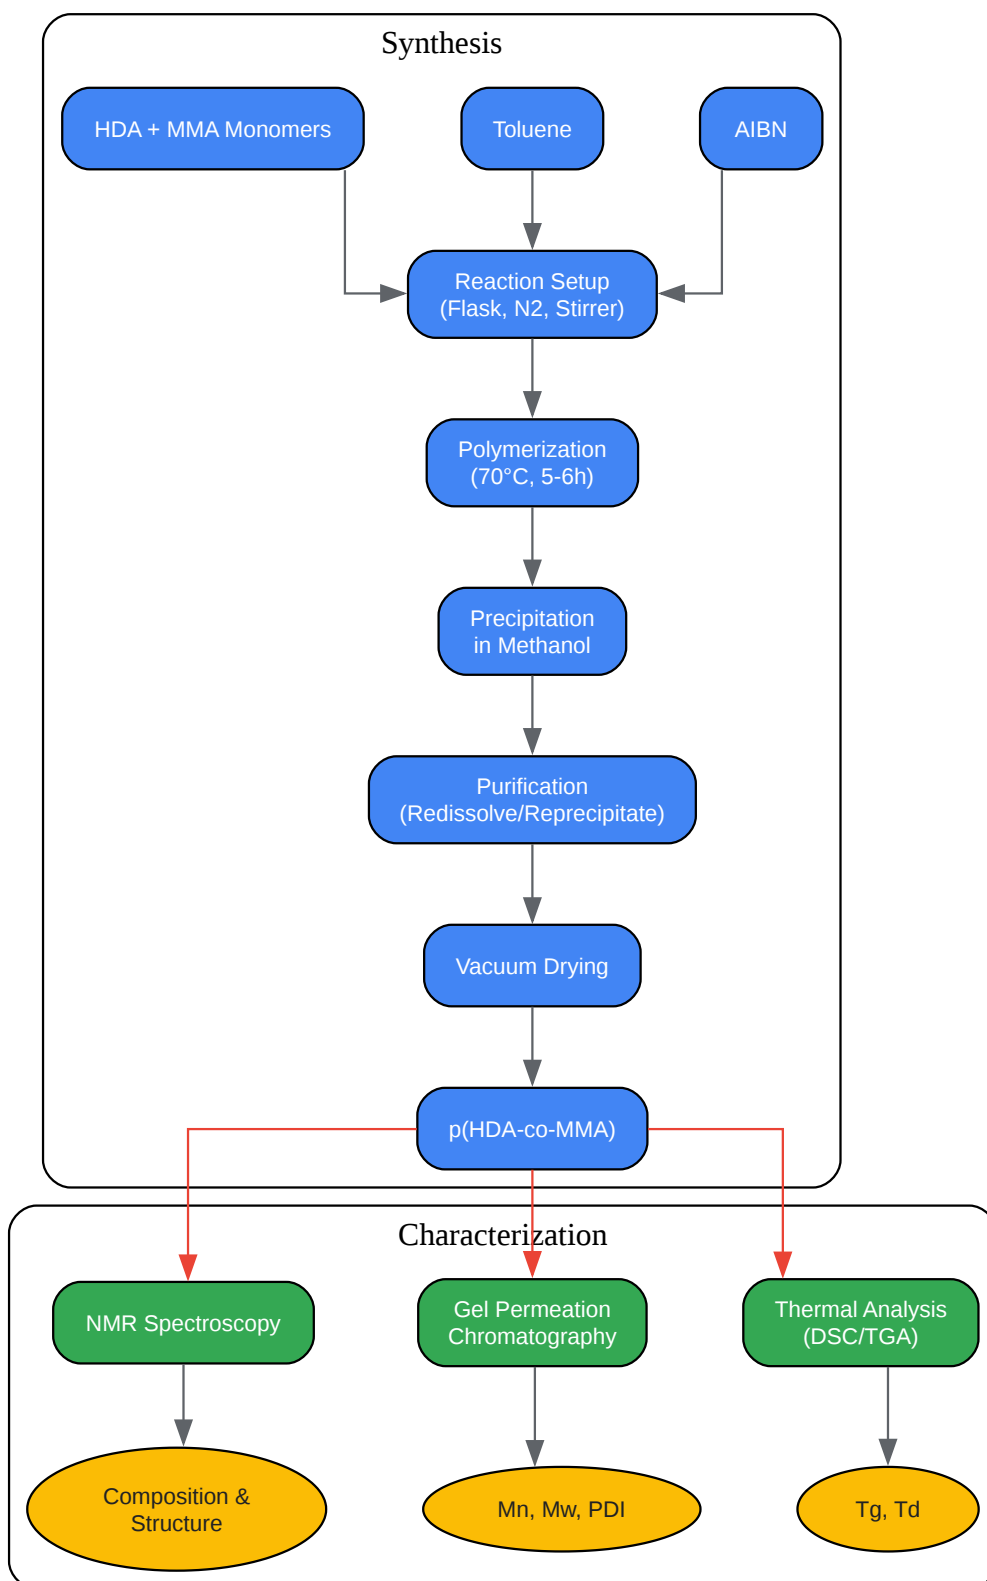 Synthesis
HDA + MMA Monomers
Toluene
AIBN
Reaction Setup
(Flask, N2, Stirrer)
Polymerization
(70°C, 5-6h)
Precipitation
in Methanol
Purification
(Redissolve/Reprecipitate)
Vacuum Drying
p(HDA-co-MMA)
Characterization
NMR Spectroscopy
Gel Permeation
Chromatography
Thermal Analysis
(DSC/TGA)
Composition &
Structure
Mn, Mw, PDI
Tg, Td